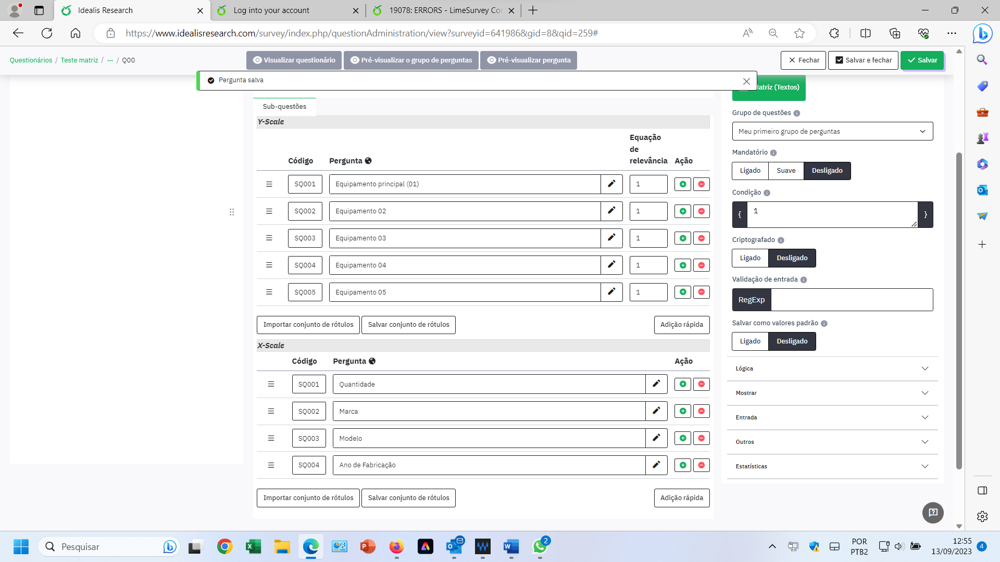 Idealis Research
Log into your account
19078: ERRORS - LimeSurvey Co
https://www.idealisresearch.com/survey/index.php/questionAdministration/view?surveyid=641986&gid=8&qid=259#
Questionários / Teste matriz / ... / Q00
Visualizar questionário
Pré-visualizar o grupo de perguntas
Pré-visualizar pergunta
Fechar
Salvar e fechar
Salvar
Pergunta salva
atriz (Textos)
Sub-questões
Y-Scale
Código
Pergunta
Equação de relevância
Ação
SQ001 Equipamento principal (01) 1
SQ002 Equipamento 02 1
SQ003 Equipamento 03 1
SQ004 Equipamento 04 1
SQ005 Equipamento 05 1
Importar conjunto de rótulos
Salvar conjunto de rótulos
Adição rápida
X-Scale
Código
Pergunta
Ação
SQ001 Quantidade
SQ002 Marca
SQ003 Modelo
SQ004 Ano de Fabricação
Importar conjunto de rótulos
Salvar conjunto de rótulos
Adição rápida
Grupo de questões
Meu primeiro grupo de perguntas
Mandatório
Ligado Suave Desligado
Condição
{ 1 }
Criptografado
Ligado Desligado
Validação de entrada
RegExp
Salvar como valores padrão
Ligado Desligado
Lógica
Mostrar
Entrada
Outros
Estatísticas
Pesquisar
2
POR
PTB2
12:55
13/09/2023
4